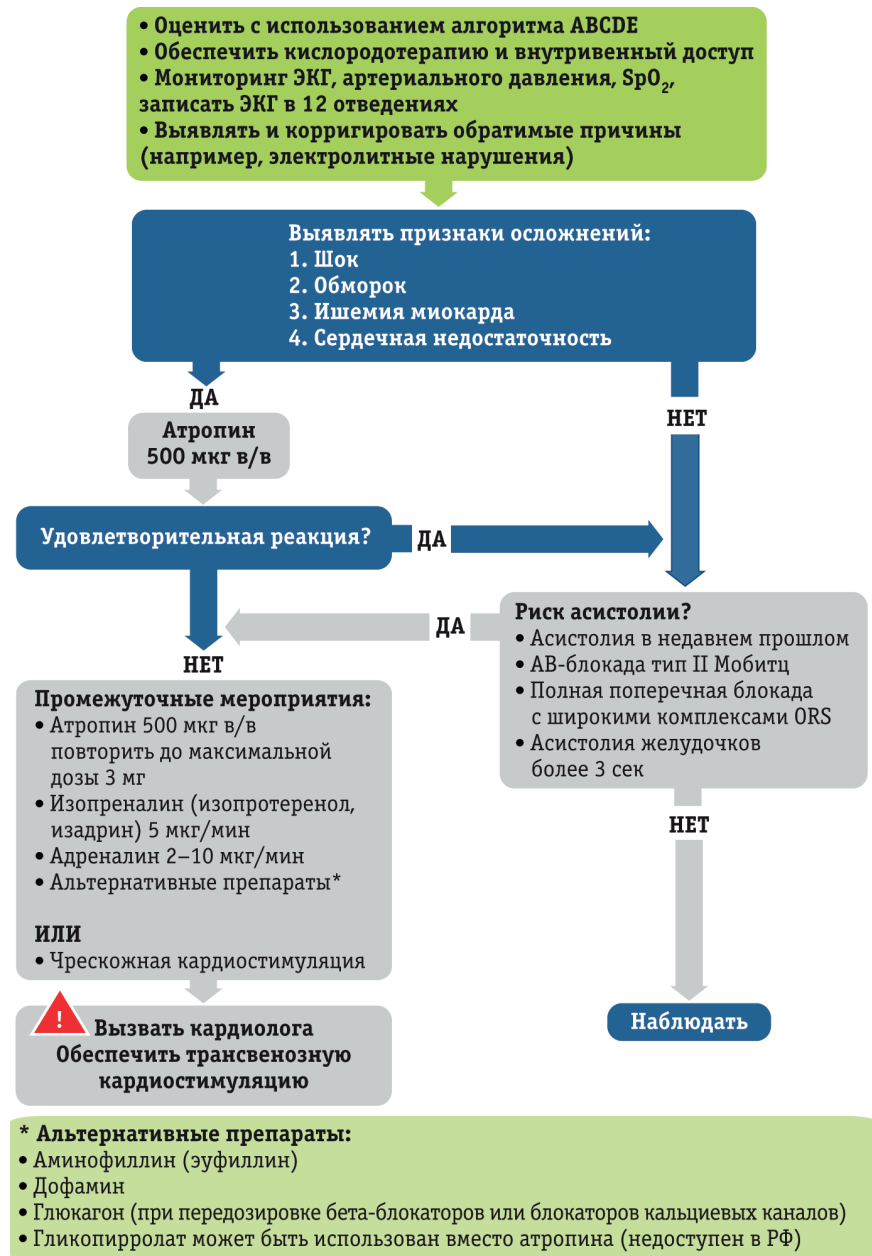 • Оценить с использованием алгоритма ABCDE
• Обеспечить кислородотерапию и внутривенный доступ
• Мониторинг ЭКГ, артериального давления, SpO₂,
записать ЭКГ в 12 отведениях
• Выявлять и корригировать обратимые причины
(например, электролитные нарушения)
Выявлять признаки осложнений:
1. Шок
2. Обморок
3. Ишемия миокарда
4. Сердечная недостаточность
ДА
НЕТ
Атропин
500 мкг в/в
Удовлетворительная реакция?
ДА
Риск асистолии?
• Асистолия в недавнем прошлом
• АВ-блокада тип II Мобитц
• Полная поперечная блокада
с широкими комплексами ORS
• Асистолия желудочков
более 3 сек
ДА
НЕТ
Промежуточные мероприятия:
• Атропин 500 мкг в/в
повторить до максимальной
дозы 3 мг
• Изопреналин (изопротеренол,
изадрин) 5 мкг/мин
• Адреналин 2–10 мкг/мин
• Альтернативные препараты*
ИЛИ
• Чрескожная кардиостимуляция
НЕТ
Наблюдать
!
Вызвать кардиолога
Обеспечить трансвенозную
кардиостимуляцию
* Альтернативные препараты:
• Аминофиллин (эуфиллин)
• Дофамин
• Глюкагон (при передозировке бета-блокаторов или блокаторов кальциевых каналов)
• Гликопирролат может быть использован вместо атропина (недоступен в РФ)